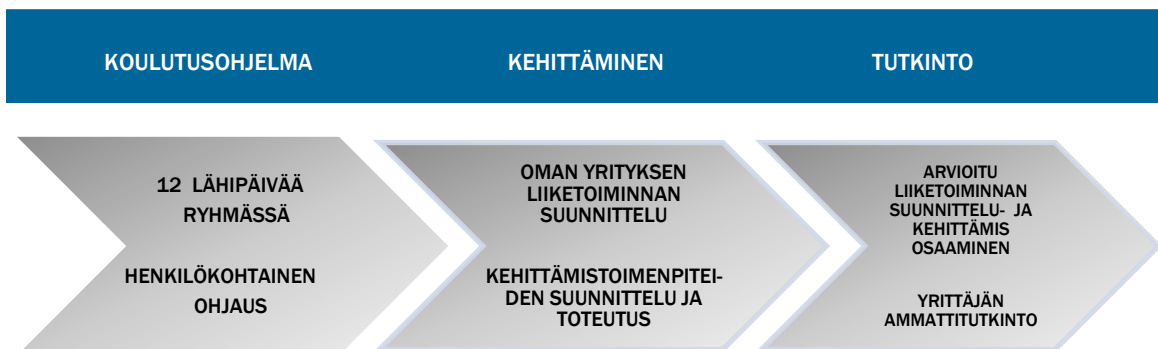 KOULUTUSOHJELMA
KEHITTÄMINEN
TUTKINTO
12 LÄHIPÄIVÄÄ
RYHMÄSSÄ
HENKILÖKOHTAINEN
OHJAUS
OMAN YRITYKSEN
LIIKETOIMINNAN
SUUNNITTELU
KEHITTÄMISTOIMENPITEI-
DEN SUUNNITTELU JA
TOTEUTUS
ARVIOITU
LIIKETOIMINNAN
SUUNNITTELU- JA
KEHITTÄMIS
OSAAMINEN
YRITTÄJÄN
AMMATTITUTKINTO